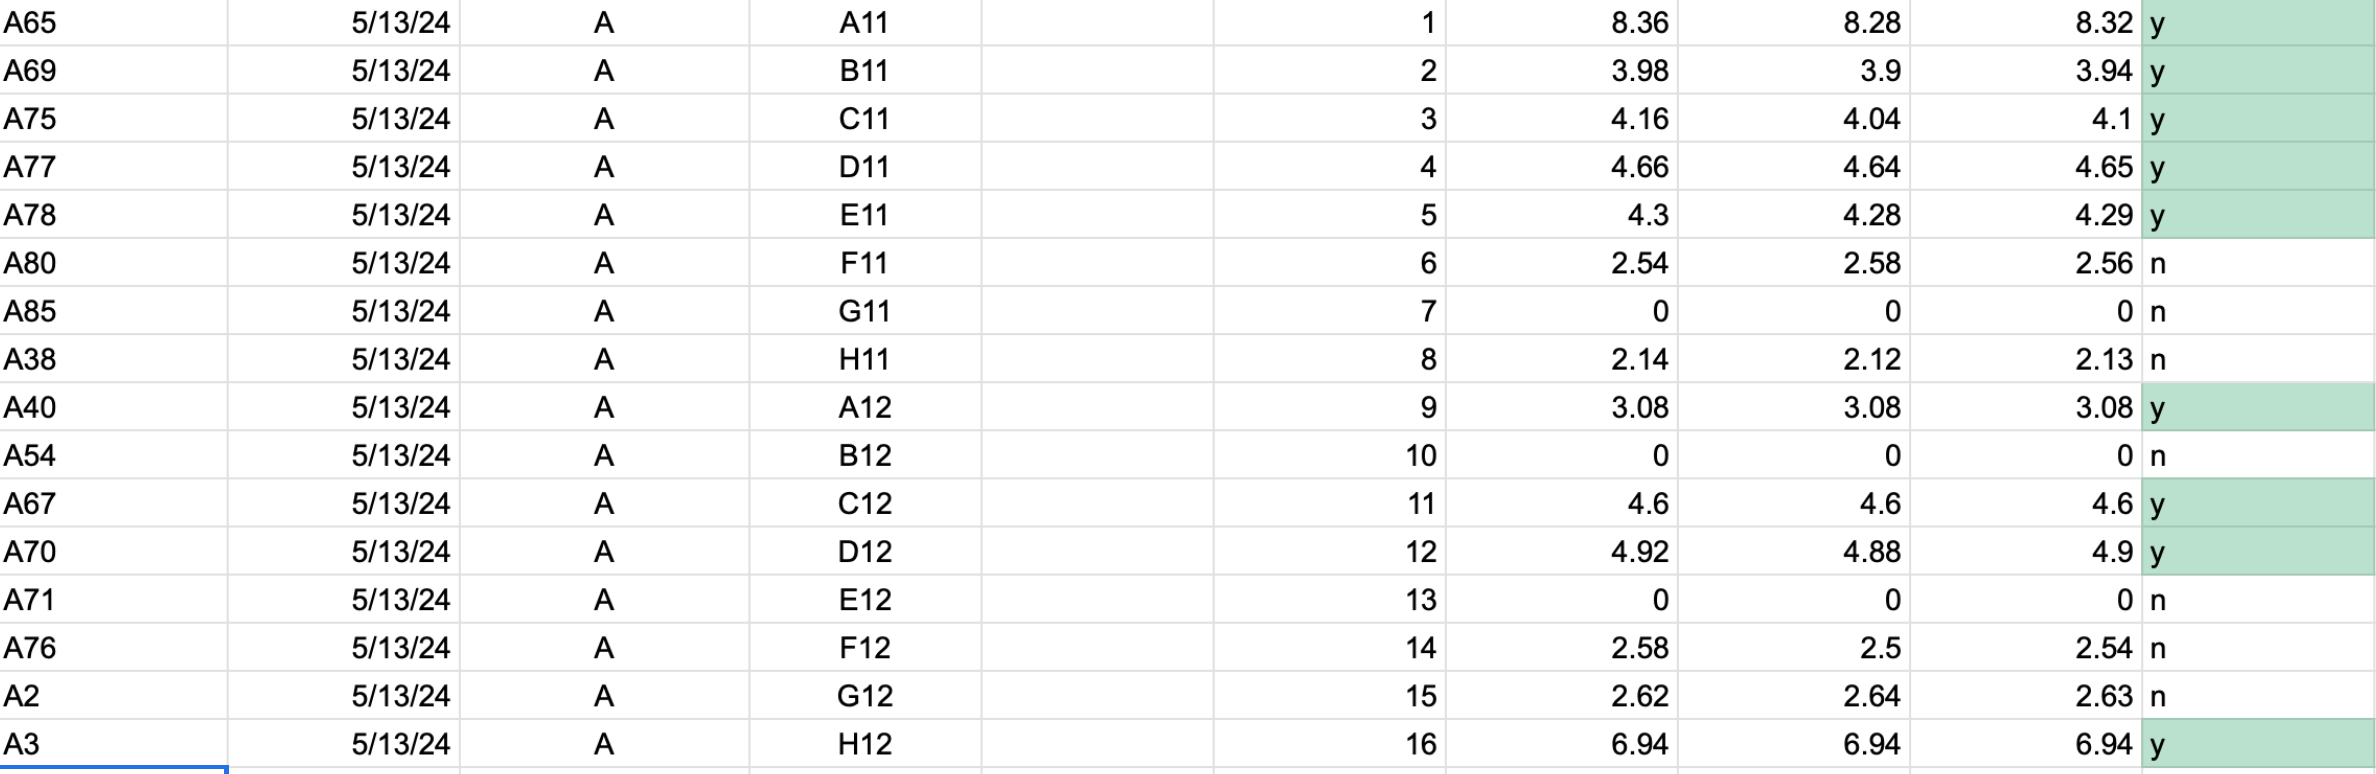 A65 5/13/24 A A11 1 8.36 8.28 8.32 y
A69 5/13/24 A B11 2 3.98 3.9 3.94 y
A75 5/13/24 A C11 3 4.16 4.04 4.1 y
A77 5/13/24 A D11 4 4.66 4.64 4.65 y
A78 5/13/24 A E11 5 4.3 4.28 4.29 y
A80 5/13/24 A F11 6 2.54 2.58 2.56 n
A85 5/13/24 A G11 7 0 0 0 n
A38 5/13/24 A H11 8 2.14 2.12 2.13 n
A40 5/13/24 A A12 9 3.08 3.08 3.08 y
A54 5/13/24 A B12 10 0 0 0 n
A67 5/13/24 A C12 11 4.6 4.6 4.6 y
A70 5/13/24 A D12 12 4.92 4.88 4.9 y
A71 5/13/24 A E12 13 0 0 0 n
A76 5/13/24 A F12 14 2.58 2.5 2.54 n
A2 5/13/24 A G12 15 2.62 2.64 2.63 n
A3 5/13/24 A H12 16 6.94 6.94 6.94 y